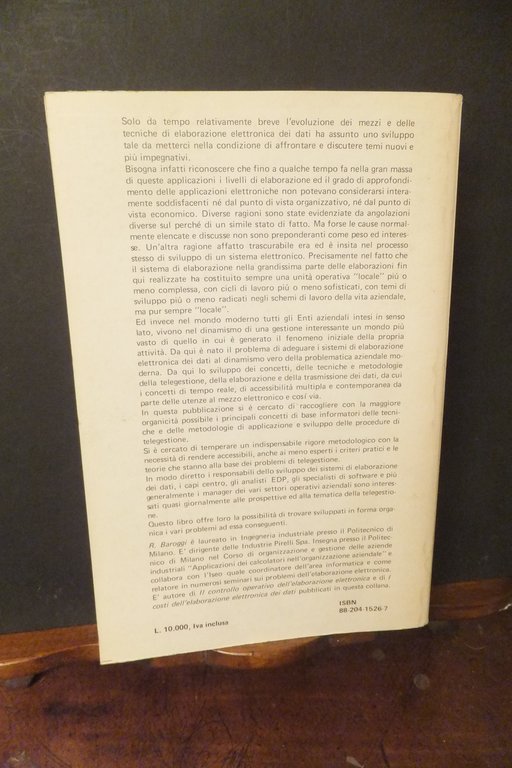 Solo da tempo relativamente breve l'evoluzione dei mezzi e delle
tecniche di elaborazione elettronica dei dati ha assunto uno sviluppo
tale da metterci nella condizione di affrontare e discutere temi nuovi e
più impegnativi.
Bisogna infatti riconoscere che fino a qualche tempo fa nella gran massa
di queste applicazioni i livelli di elaborazione ed il grado di approfondi-
mento delle applicazioni elettroniche non potevano considerarsi intera-
mente soddisfacenti né dal punto di vista organizzativo, né dal punto di
vista economico. Diverse ragioni sono state evidenziate da angolazioni
diverse sul perché di un simile stato di fatto. Ma forse le cause normal-
mente elencate e discusse non sono preponderanti come peso ed interes-
se. Un'altra ragione affatto trascurabile era ed è insita nel processo
stesso di sviluppo di un sistema elettronico. Precisamente nel fatto che
il sistema di elaborazione nella grandissima parte delle elaborazioni fin
qui realizzate ha costituito sempre una unità operativa "locale" più o
meno complessa, con cicli di lavoro più o meno sofisticati, con temi di
sviluppo più o meno radicati negli schemi di lavoro della vita aziendale,
ma pur sempre "locale".
Ed invece nel mondo moderno tutti gli Enti aziendali intesi in senso
lato, vivono nel dinamismo di una gestione interessante un mondo più
vasto di quello in cui è generato il fenomeno iniziale della propria
attività. Da qui è nato il problema di adeguare i sistemi di elaborazione
elettronica dei dati al dinamismo vero della problematica aziendale mo-
derna. Da qui lo sviluppo dei concetti, delle tecniche e metodologie
della telegestione, della elaborazione e della trasmissione dei dati, da cui
i concetti di tempo reale, di accessibilità multipla e contemporanea da
parte delle utenze al mezzo elettronico e così via.
In questa pubblicazione si è cercato di raccogliere con la maggiore
organicità possibile i principali concetti di base informatori delle tecni-
che e delle metodologie di applicazione e sviluppo delle procedure di
telegestione.
Si è cercato di temperare un indispensabile rigore metodologico con la
necessità di rendere accessibili, anche ai meno esperti i criteri pratici e le
teorie che stanno alla base dei problemi di telegestione.
In modo diretto i responsabili dello sviluppo dei sistemi di elaborazione
dei dati, i capi centro, gli analisti EDP, gli specialisti di software e più
generalmente i manager dei vari settori operativi aziendali sono interes-
sati quasi giornalmente alle prospettive ed alla tematica della telegestio-
ne.
Questo libro offre loro la possibilità di trovare sviluppati in forma orga-
nica i vari problemi ad essa conseguenti.
R. Baroggi è laureato in Ingegneria industriale presso il Politecnico di
Milano. E' dirigente delle Industrie Pirelli Spa. Insegna presso il Politec-
nico di Milano nel Corso di organizzazione e gestione delle aziende
industriali "Applicazioni dei calcolatori nell'organizzazione aziendale" e
collabora con l'Iseo quale coordinatore dell'area informatica e come
relatore in numerosi seminari sui problemi dell'elaborazione elettronica.
E' autore di Il controllo operativo dell'elaborazione elettronica e di I
costi dell'elaborazione elettronica dei dati pubblicati in questa collana.
ISBN
88-204-1526-7
L. 10.000, Iva inclusa